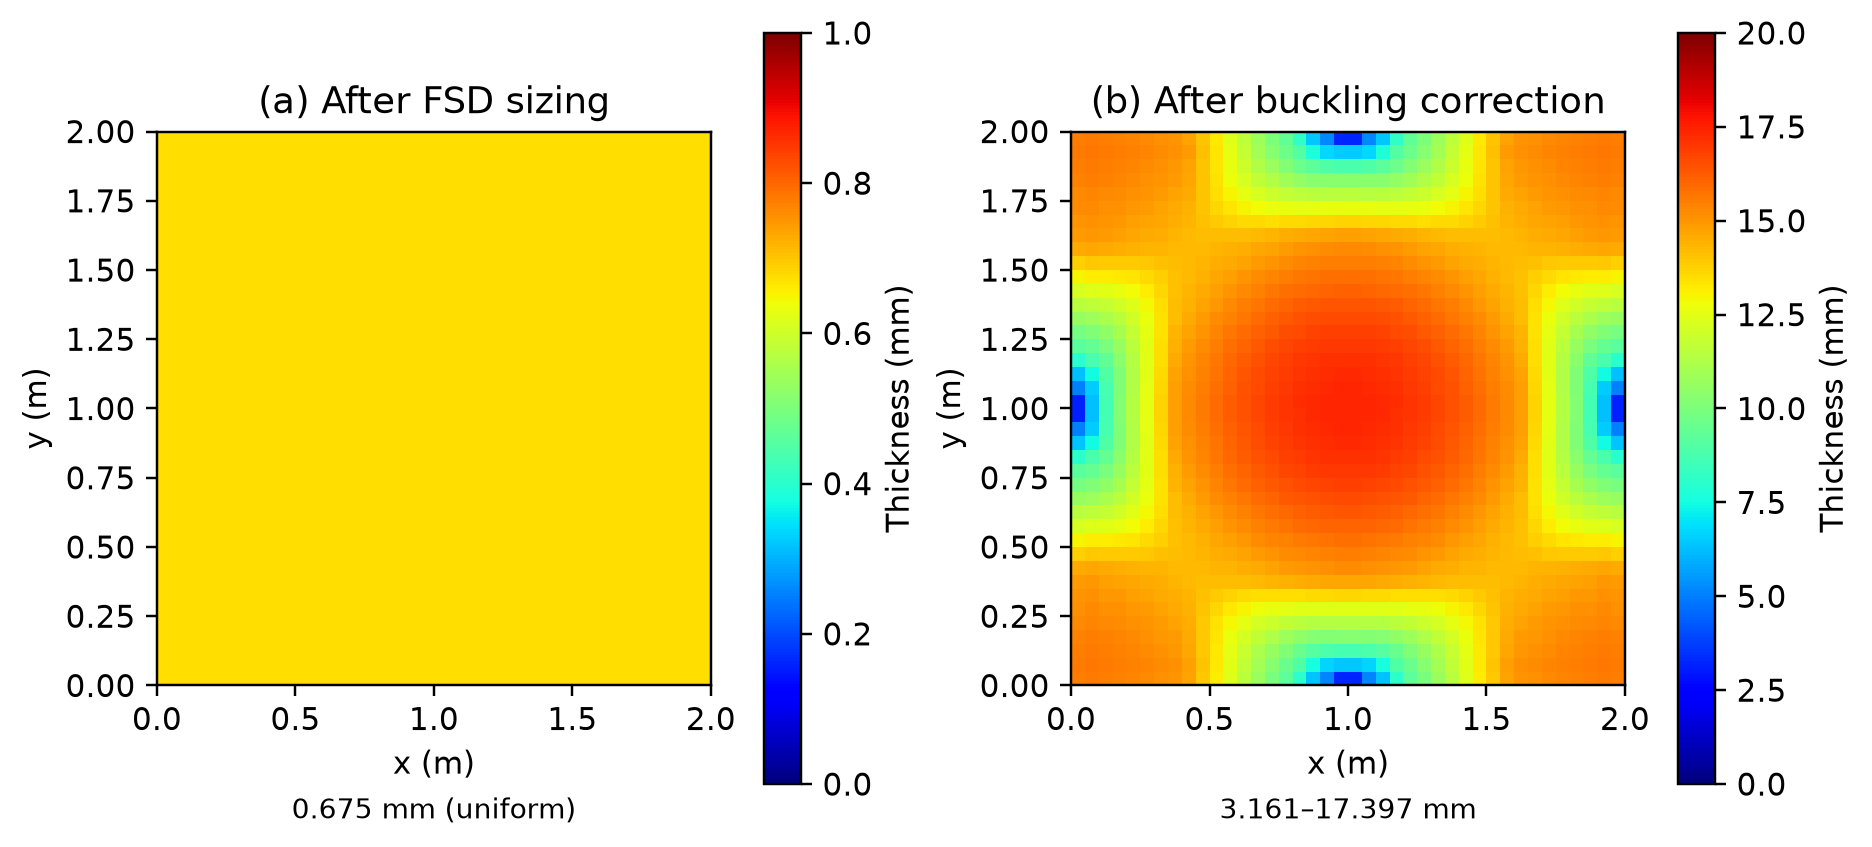 (a) After FSD sizing
2.00
1.75
1.50
1.25
1.00
0.75
0.50
0.25
0.00
y (m)
0.0 0.5 1.0 1.5 2.0
x (m)
0.675 mm (uniform)
1.0
0.8
0.6
0.4
0.2
0.0
Thickness (mm)
(b) After buckling correction
2.00
1.75
1.50
1.25
1.00
0.75
0.50
0.25
0.00
y (m)
0.0 0.5 1.0 1.5 2.0
x (m)
3.161–17.397 mm
20.0
17.5
15.0
12.5
10.0
7.5
5.0
2.5
0.0
Thickness (mm)